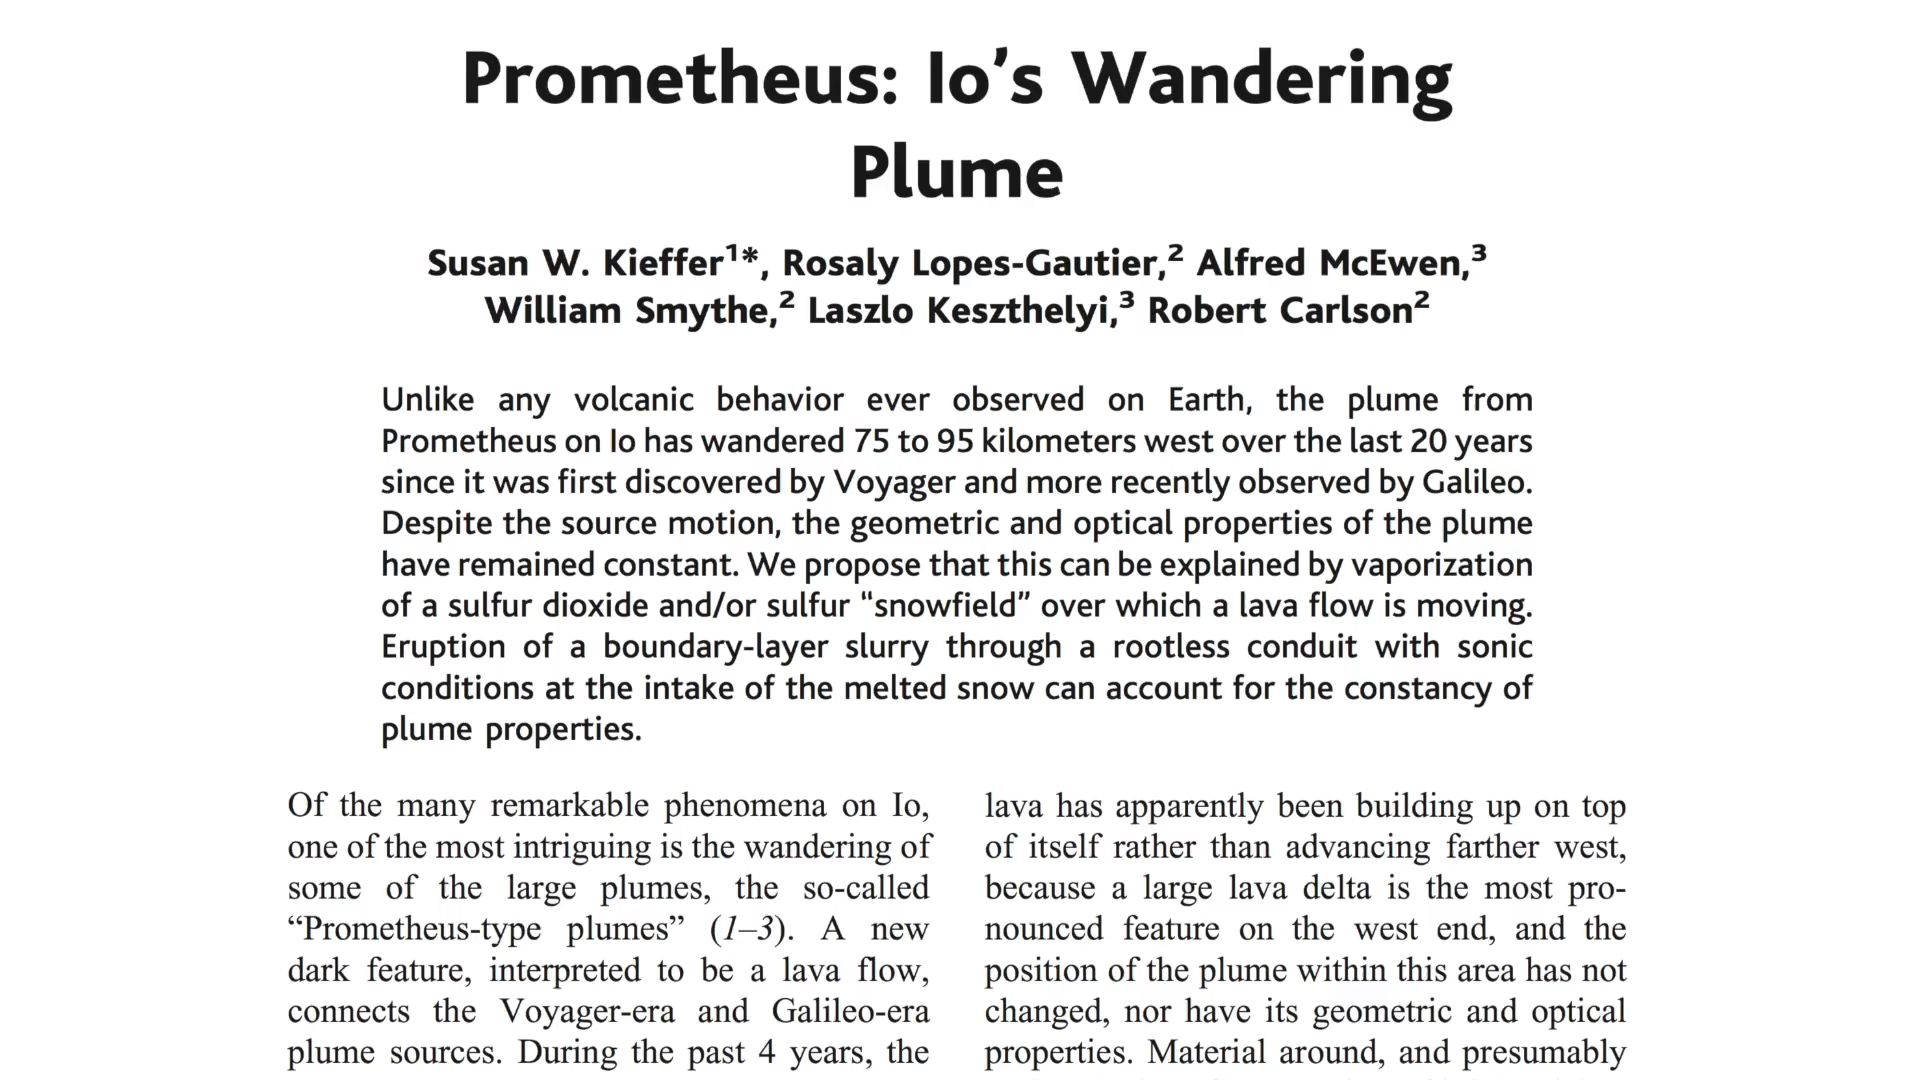 Prometheus: Io’s Wandering
Plume
Susan W. Kieffer¹*, Rosaly Lopes-Gautier,² Alfred McEwen,³
William Smythe,² Laszlo Keszthelyi,³ Robert Carlson²
Unlike any volcanic behavior ever observed on Earth, the plume from
Prometheus on Io has wandered 75 to 95 kilometers west over the last 20 years
since it was first discovered by Voyager and more recently observed by Galileo.
Despite the source motion, the geometric and optical properties of the plume
have remained constant. We propose that this can be explained by vaporization
of a sulfur dioxide and/or sulfur “snowfield” over which a lava flow is moving.
Eruption of a boundary-layer slurry through a rootless conduit with sonic
conditions at the intake of the melted snow can account for the constancy of
plume properties.
Of the many remarkable phenomena on Io,
one of the most intriguing is the wandering of
some of the large plumes, the so-called
“Prometheus-type plumes” (1–3). A new
dark feature, interpreted to be a lava flow,
connects the Voyager-era and Galileo-era
plume sources. During the past 4 years, the
lava has apparently been building up on top
of itself rather than advancing farther west,
because a large lava delta is the most pro-
nounced feature on the west end, and the
position of the plume within this area has not
changed, nor have its geometric and optical
properties. Material around, and presumably